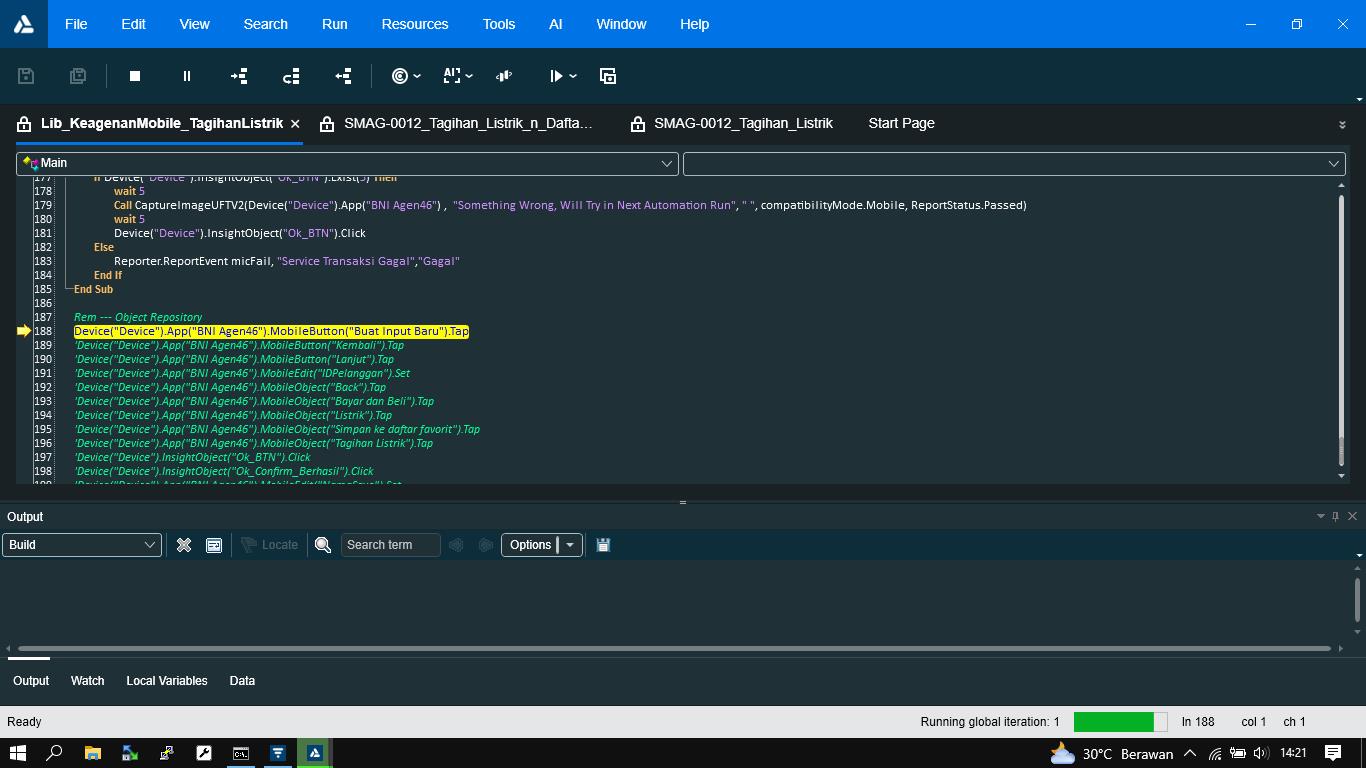 File Edit View Search Run Resources Tools AI Window Help
Lib_KeagenanMobile_TagihanListrik SMAG-0012_Tagihan_Listrik_n_Dafta... SMAG-0012_Tagihan_Listrik Start Page
Main
177 If Device("Device").InsightObject("Ok_BTN").Exist(5) Then
178 wait 5
179 Call CaptureImageUFTV2(Device("Device").App("BNI Agen46") , "Something Wrong, Will Try in Next Automation Run", " ", compatibilityMode.Mobile, ReportStatus.Passed)
180 wait 5
181 Device("Device").InsightObject("Ok_BTN").Click
182 Else
183 Reporter.ReportEvent micFail, "Service Transaksi Gagal","Gagal"
184 End If
185 End Sub
186
187 Rem --- Object Repository
188 Device("Device").App("BNI Agen46").MobileButton("Buat Input Baru").Tap
189 'Device("Device").App("BNI Agen46").MobileButton("Kembali").Tap
190 'Device("Device").App("BNI Agen46").MobileButton("Lanjut").Tap
191 'Device("Device").App("BNI Agen46").MobileEdit("IDPelanggan").Set
192 'Device("Device").App("BNI Agen46").MobileObject("Back").Tap
193 'Device("Device").App("BNI Agen46").MobileObject("Bayar dan Beli").Tap
194 'Device("Device").App("BNI Agen46").MobileObject("Listrik").Tap
195 'Device("Device").App("BNI Agen46").MobileObject("Simpan ke daftar favorit").Tap
196 'Device("Device").App("BNI Agen46").MobileObject("Tagihan Listrik").Tap
197 'Device("Device").InsightObject("Ok_BTN").Click
198 'Device("Device").InsightObject("Ok_Confirm_Berhasil").Click
199 'Device("Device").App("BNI Agen46").MobileEdit("NamaSave").Set
Output
Build Locate Search term Options
Output Watch Local Variables Data
Ready Running global iteration: 1 ln 188 col 1 ch 1
30°C Berawan 14:21